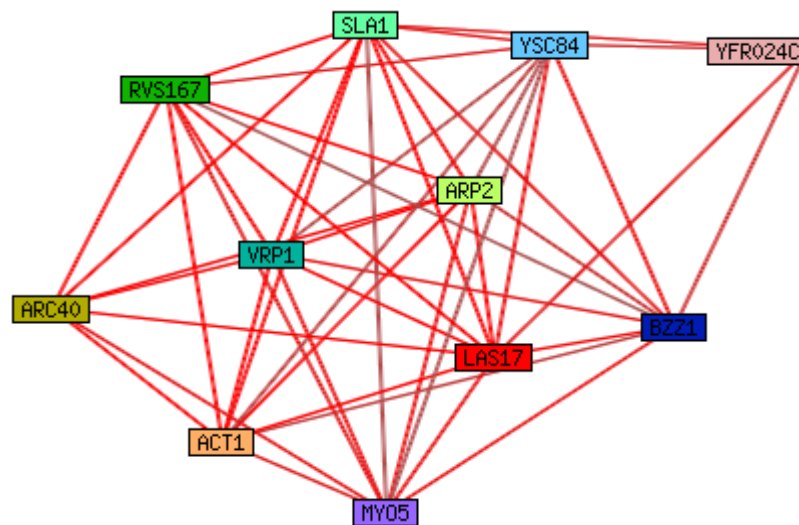 SLA1
YSC84
YFR024C
RVS167
ARP2
VRP1
ARC40
BZZ1
LAS17
ACT1
MYO5